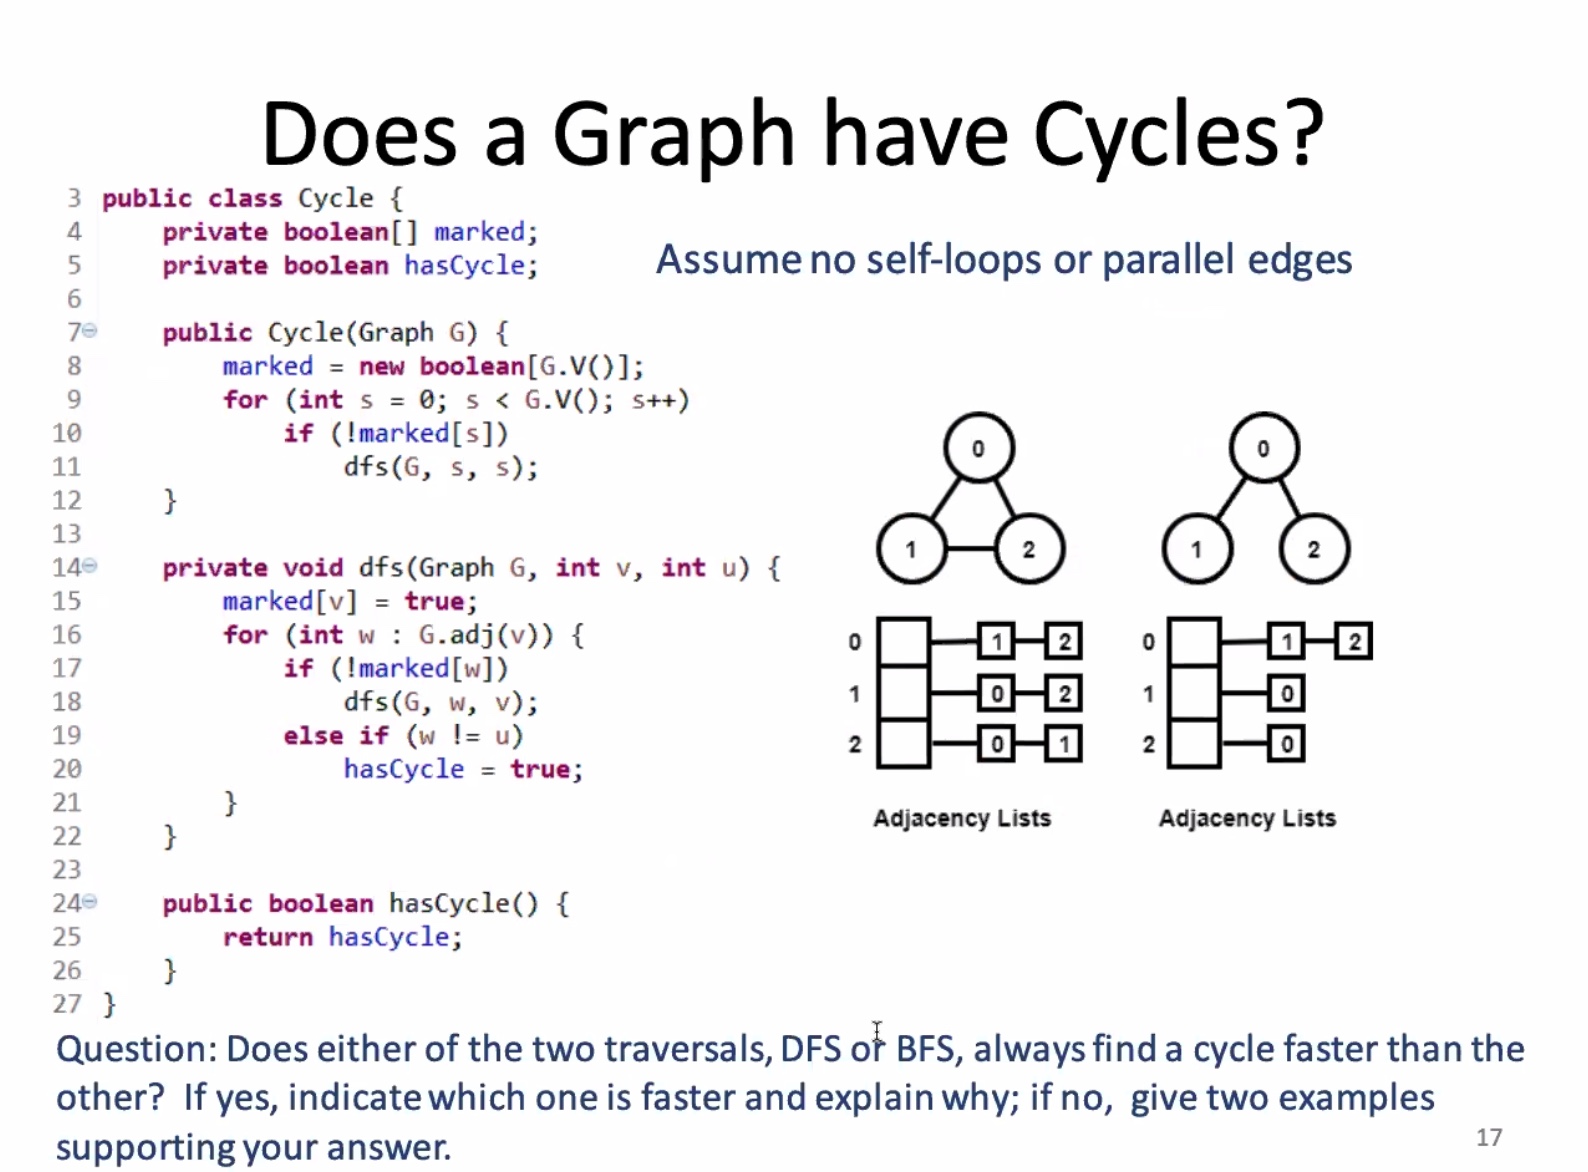 Does a Graph have Cycles?
3 public class Cycle {
4     private boolean[] marked;
5     private boolean hasCycle;
6
7     public Cycle(Graph G) {
8         marked = new boolean[G.V()];
9         for (int s = 0; s < G.V(); s++)
10             if (!marked[s])
11                 dfs(G, s, s);
12     }
13
14     private void dfs(Graph G, int v, int u) {
15         marked[v] = true;
16         for (int w : G.adj(v)) {
17             if (!marked[w])
18                 dfs(G, w, v);
19             else if (w != u)
20                 hasCycle = true;
21         }
22     }
23
24     public boolean hasCycle() {
25         return hasCycle;
26     }
27 }
Assume no self-loops or parallel edges
0
1 2
0 1 2
1 0 2
2 0 1
Adjacency Lists
0
1 2
0 1 2
1 0
2 0
Adjacency Lists
Question: Does either of the two traversals, DFS or BFS, always find a cycle faster than the
other? If yes, indicate which one is faster and explain why; if no, give two examples
supporting your answer.
17